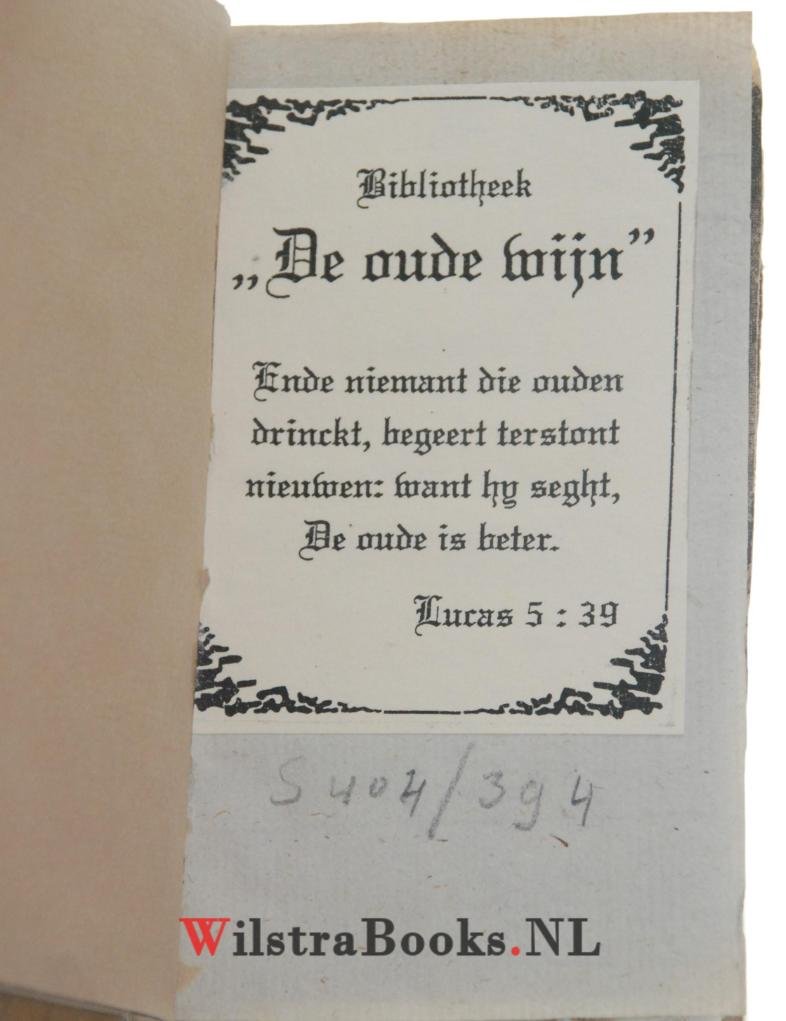 Bibliotheek
„De oude wijn”
Ende niemant die ouden
drinckt, begeert terstont
nieuwen: want hy seght,
De oude is beter.
Lucas 5 : 39
S 404/394
WilstraBooks.NL